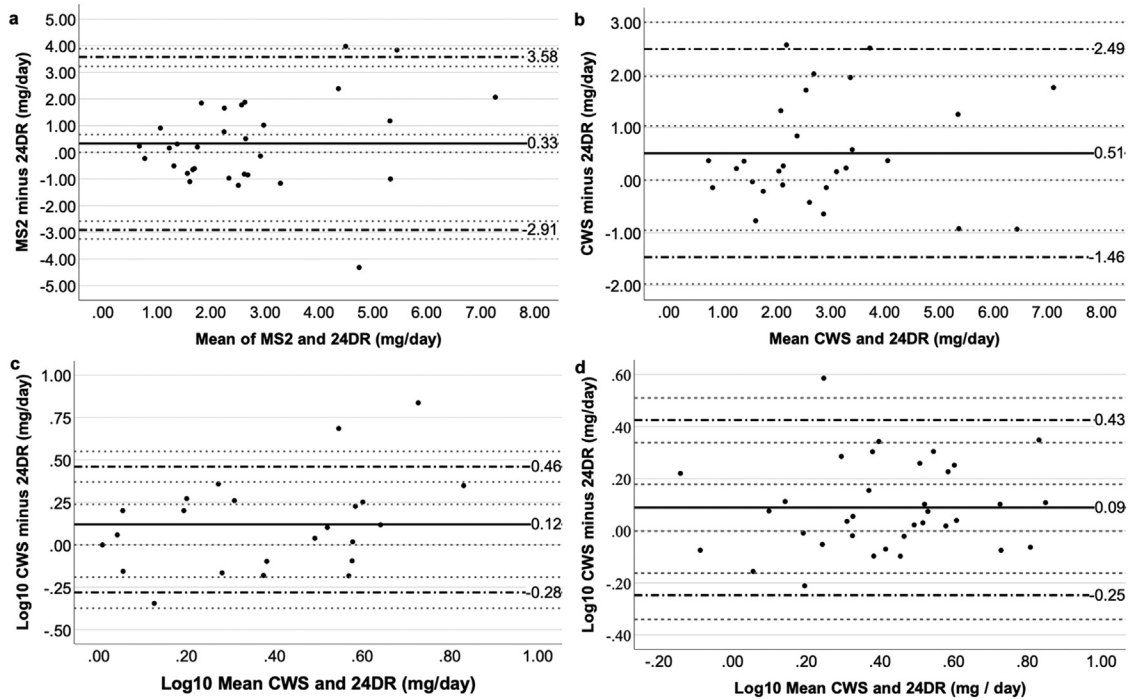 a
MS2 minus 24DR (mg/day)
5.00
4.00
3.00
2.00
1.00
.00
-1.00
-2.00
-3.00
-4.00
-5.00
3.58
0.33
-2.91
.00 1.00 2.00 3.00 4.00 5.00 6.00 7.00 8.00
Mean of MS2 and 24DR (mg/day)
b
CWS minus 24DR (mg/day)
3.00
2.00
1.00
.00
-1.00
-2.00
2.49
0.51
-1.46
.00 1.00 2.00 3.00 4.00 5.00 6.00 7.00 8.00
Mean CWS and 24DR (mg/day)
c
Log10 CWS minus 24DR (mg/day)
1.00
.75
.50
.25
.00
-.25
-.50
0.46
0.12
-0.28
.00 .20 .40 .60 .80 1.00
Log10 Mean CWS and 24DR (mg/day)
d
Log10 CWS minus 24DR (mg/day)
.60
.40
.20
.00
-.20
-.40
0.43
0.09
-0.25
-.20 .00 .20 .40 .60 .80 1.00
Log10 Mean CWS and 24DR (mg / day)